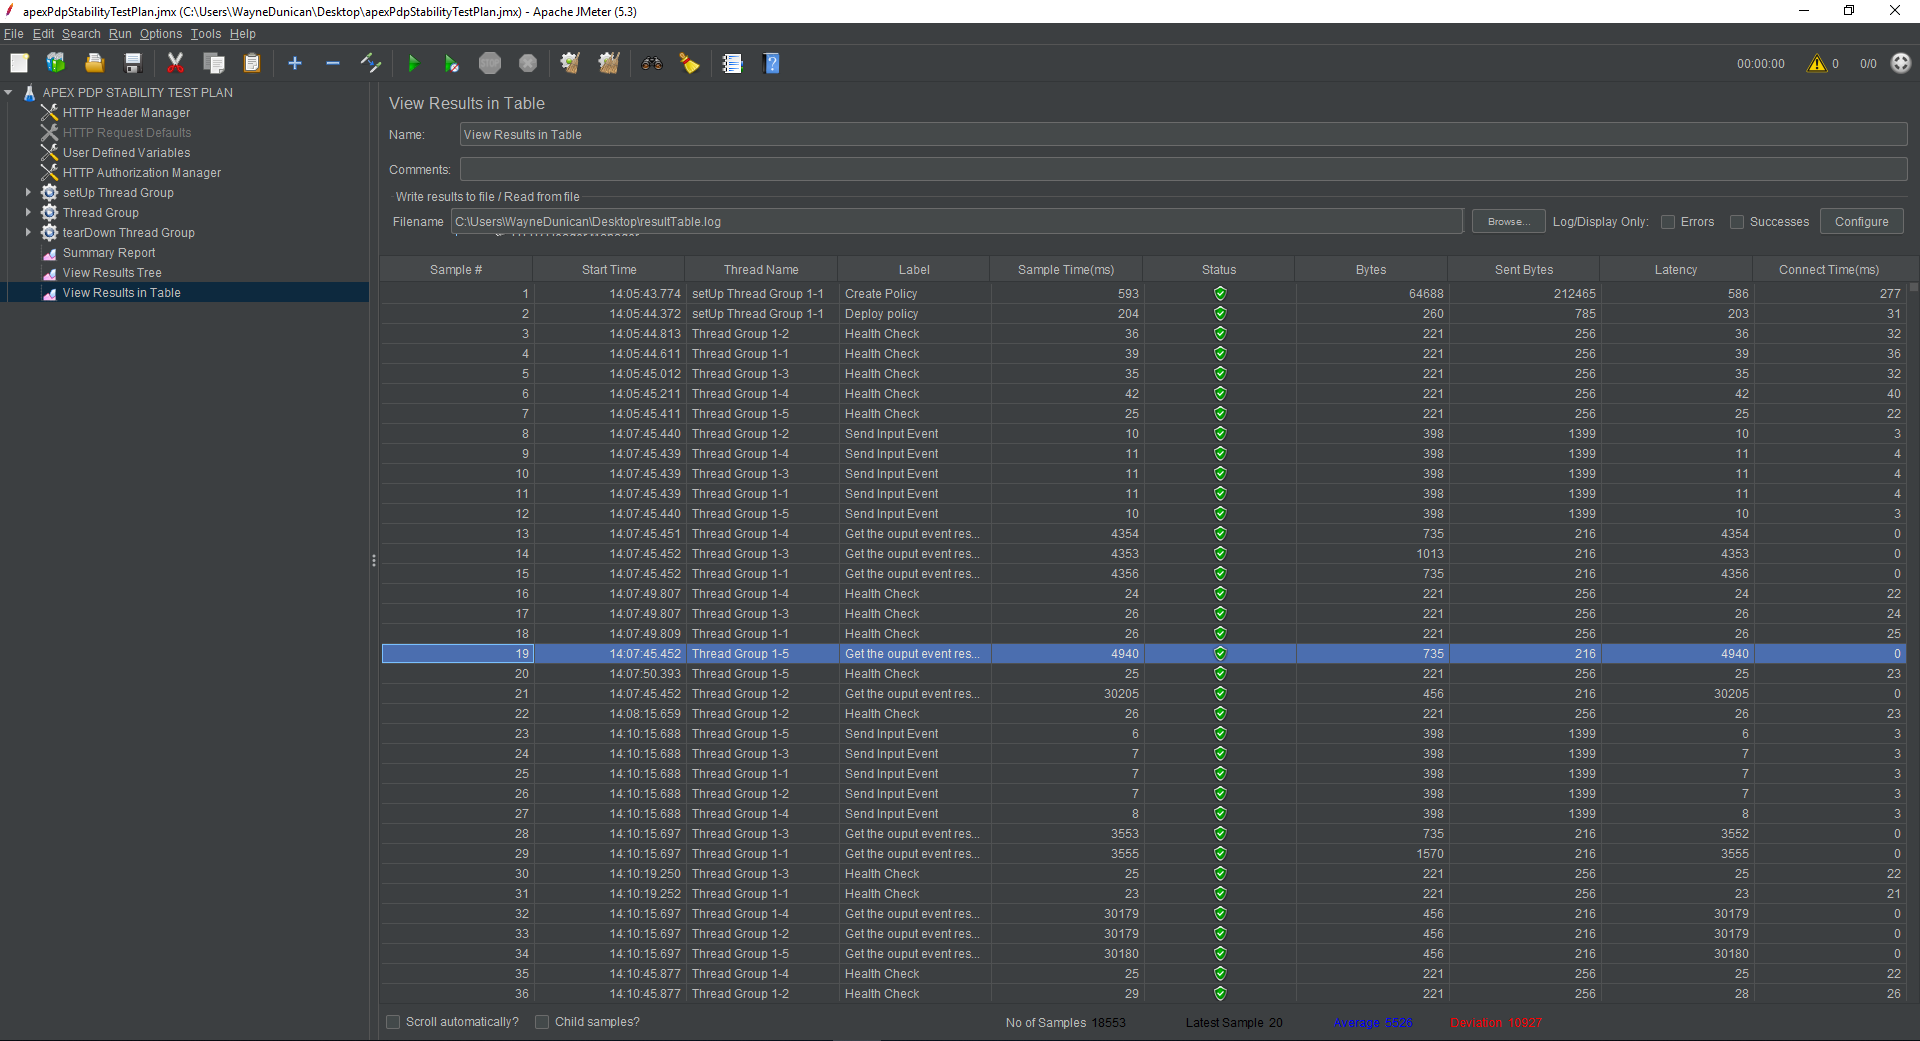 apexPdpStabilityTestPlan.jmx (C:\Users\WayneDunican\Desktop\apexPdpStabilityTestPlan.jmx) - Apache JMeter (5.3)
File Edit Search Run Options Tools Help
00:00:00 0 0/0
APEX PDP STABILITY TEST PLAN
HTTP Header Manager
HTTP Request Defaults
User Defined Variables
HTTP Authorization Manager
setUp Thread Group
Thread Group
tearDown Thread Group
Summary Report
View Results Tree
View Results in Table
View Results in Table
Name: View Results in Table
Comments:
Write results to file / Read from file
Filename C:\Users\WayneDunican\Desktop\resultTable.log Browse... Log/Display Only: Errors Successes Configure
Sample # Start Time Thread Name Label Sample Time(ms) Status Bytes Sent Bytes Latency Connect Time(ms)
1 14:05:43.774 setUp Thread Group 1-1 Create Policy 593 64688 212465 586 277
2 14:05:44.372 setUp Thread Group 1-1 Deploy policy 204 260 785 203 31
3 14:05:44.813 Thread Group 1-2 Health Check 36 221 256 36 32
4 14:05:44.611 Thread Group 1-1 Health Check 39 221 256 39 36
5 14:05:45.012 Thread Group 1-3 Health Check 35 221 256 35 32
6 14:05:45.211 Thread Group 1-4 Health Check 42 221 256 42 40
7 14:05:45.411 Thread Group 1-5 Health Check 25 221 256 25 22
8 14:07:45.440 Thread Group 1-2 Send Input Event 10 398 1399 10 3
9 14:07:45.439 Thread Group 1-4 Send Input Event 11 398 1399 11 4
10 14:07:45.439 Thread Group 1-3 Send Input Event 11 398 1399 11 4
11 14:07:45.439 Thread Group 1-1 Send Input Event 11 398 1399 11 4
12 14:07:45.440 Thread Group 1-5 Send Input Event 10 398 1399 10 3
13 14:07:45.451 Thread Group 1-4 Get the ouput event res... 4354 735 216 4354 0
14 14:07:45.452 Thread Group 1-3 Get the ouput event res... 4353 1013 216 4353 0
15 14:07:45.452 Thread Group 1-1 Get the ouput event res... 4356 735 216 4356 0
16 14:07:49.807 Thread Group 1-4 Health Check 24 221 256 24 22
17 14:07:49.807 Thread Group 1-3 Health Check 26 221 256 26 24
18 14:07:49.809 Thread Group 1-1 Health Check 26 221 256 26 25
19 14:07:45.452 Thread Group 1-5 Get the ouput event res... 4940 735 216 4940 0
20 14:07:50.393 Thread Group 1-5 Health Check 25 221 256 25 23
21 14:07:45.452 Thread Group 1-2 Get the ouput event res... 30205 456 216 30205 0
22 14:08:15.659 Thread Group 1-2 Health Check 26 221 256 26 23
23 14:10:15.688 Thread Group 1-5 Send Input Event 6 398 1399 6 3
24 14:10:15.688 Thread Group 1-3 Send Input Event 7 398 1399 7 3
25 14:10:15.688 Thread Group 1-1 Send Input Event 7 398 1399 7 3
26 14:10:15.688 Thread Group 1-2 Send Input Event 7 398 1399 7 3
27 14:10:15.688 Thread Group 1-4 Send Input Event 8 398 1399 8 3
28 14:10:15.697 Thread Group 1-3 Get the ouput event res... 3553 735 216 3552 0
29 14:10:15.697 Thread Group 1-1 Get the ouput event res... 3555 1570 216 3555 0
30 14:10:19.250 Thread Group 1-3 Health Check 25 221 256 25 22
31 14:10:19.252 Thread Group 1-1 Health Check 23 221 256 23 21
32 14:10:15.697 Thread Group 1-4 Get the ouput event res... 30179 456 216 30179 0
33 14:10:15.697 Thread Group 1-2 Get the ouput event res... 30179 456 216 30179 0
34 14:10:15.697 Thread Group 1-5 Get the ouput event res... 30180 456 216 30180 0
35 14:10:45.877 Thread Group 1-4 Health Check 25 221 256 25 22
36 14:10:45.877 Thread Group 1-2 Health Check 29 221 256 28 26
Scroll automatically? Child samples? No of Samples 18553 Latest Sample 20 Average 5526 Deviation 10927